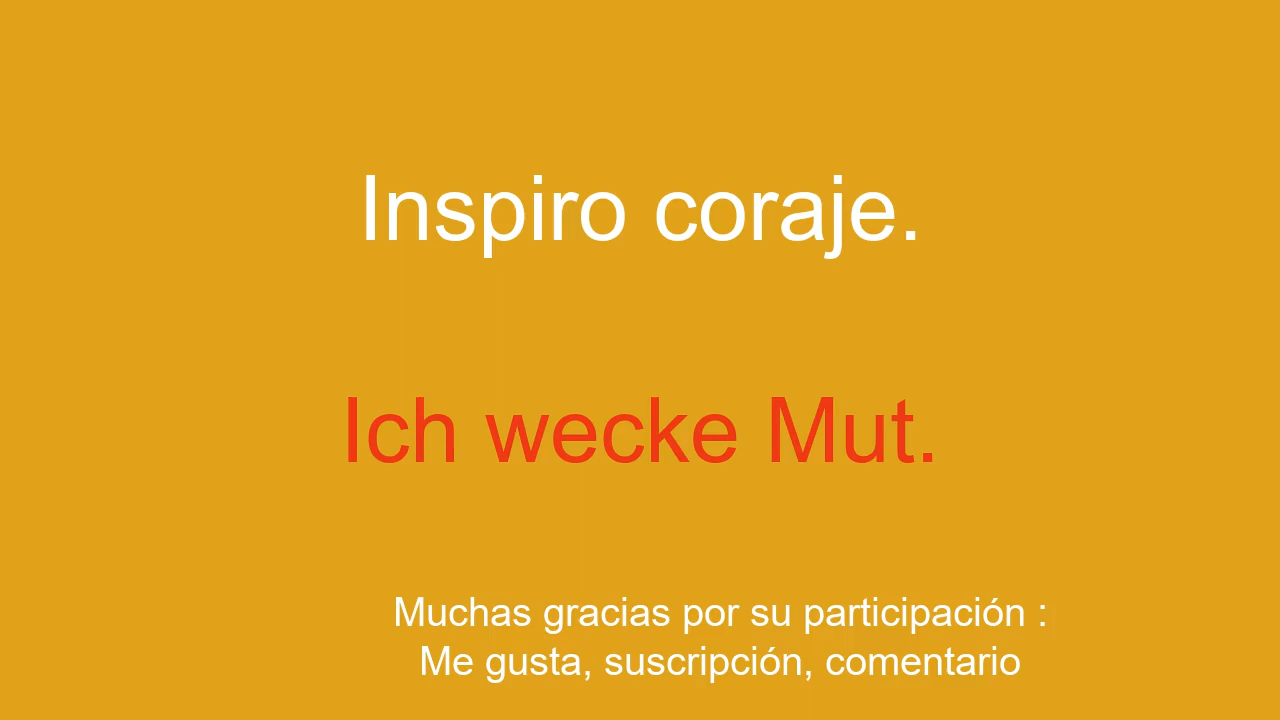 Inspiro coraje.
Ich wecke Mut.
Muchas gracias por su participación :
Me gusta, suscripción, comentario